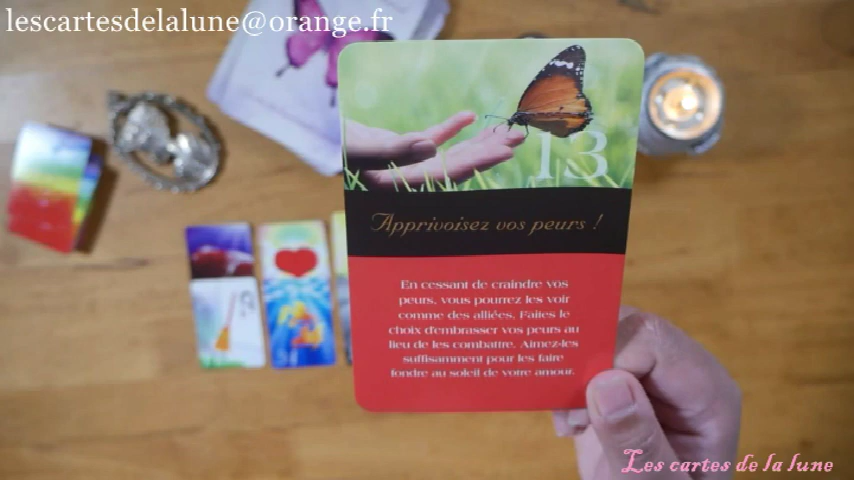 lescartesdelalune@orange.fr
13
Apprivoisez vos peurs !
En cessant de craindre vos
peurs, vous pourrez les voir
comme des alliées. Faites le
choix d'embrasser vos peurs au
lieu de les combattre. Aimez-les
suffisamment pour les faire
fondre au soleil de votre amour.
Les cartes de la lune